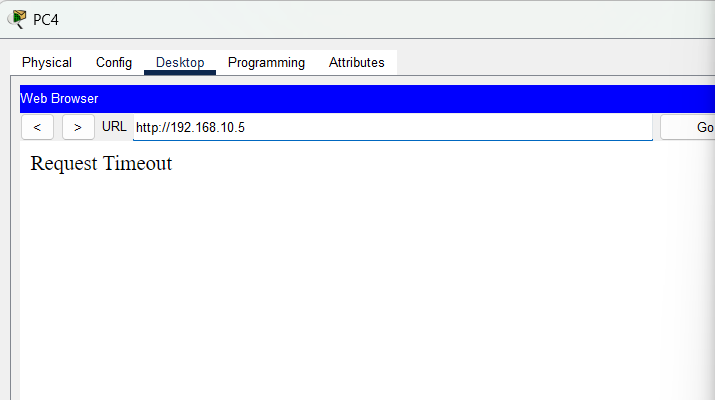 PC4
Physical Config Desktop Programming Attributes
Web Browser
< > URL http://192.168.10.5 Go
Request Timeout